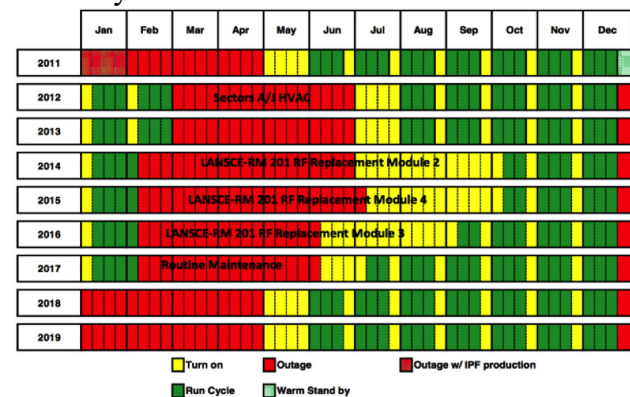 Jan Feb Mar Apr May Jun Jul Aug Sep Oct Nov Dec
2011
2012 Sectors A/J HVAC
2013
2014 LANSCE-RM 201 RF Replacement Module 2
2015 LANSCE-RM 201 RF Replacement Module 4
2016 LANSCE-RM 201 RF Replacement Module 3
2017 Routine Maintenance
2018
2019
Turn on Outage Outage w/ IPF production
Run Cycle Warm Stand by